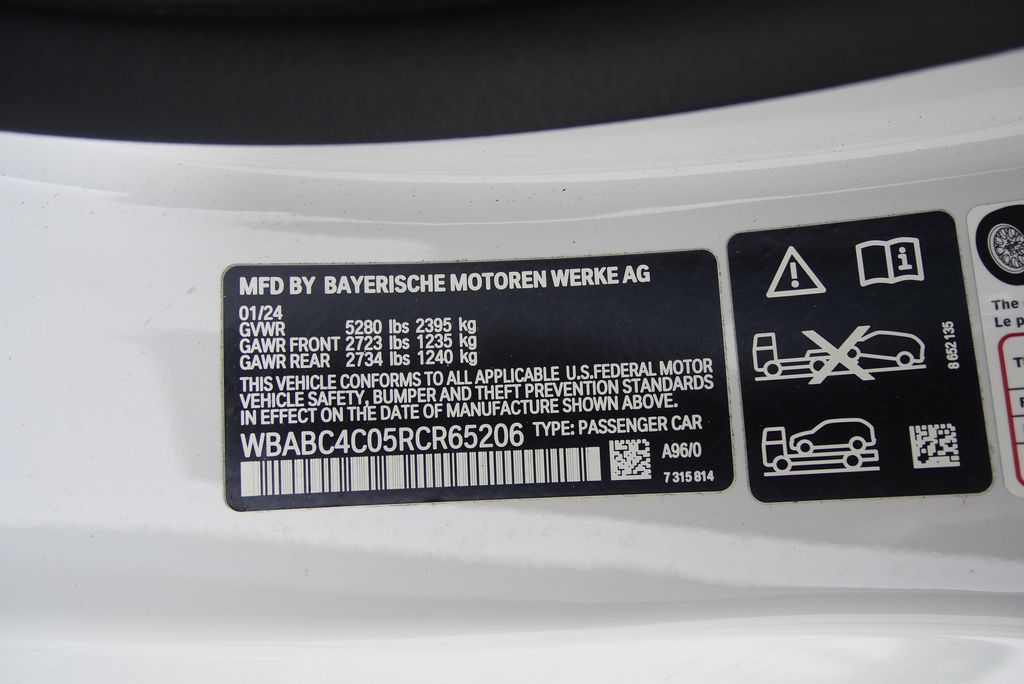 MFD BY BAYERISCHE MOTOREN WERKE AG
01/24
GVWR 5280 lbs 2395 kg
GAWR FRONT 2723 lbs 1235 kg
GAWR REAR 2734 lbs 1240 kg
THIS VEHICLE CONFORMS TO ALL APPLICABLE U.S.FEDERAL MOTOR
VEHICLE SAFETY, BUMPER AND THEFT PREVENTION STANDARDS
IN EFFECT ON THE DATE OF MANUFACTURE SHOWN ABOVE.
WBABC4C05RCR65206 TYPE: PASSENGER CAR
A96/0
7 315 814
8 652 135
The
Le p